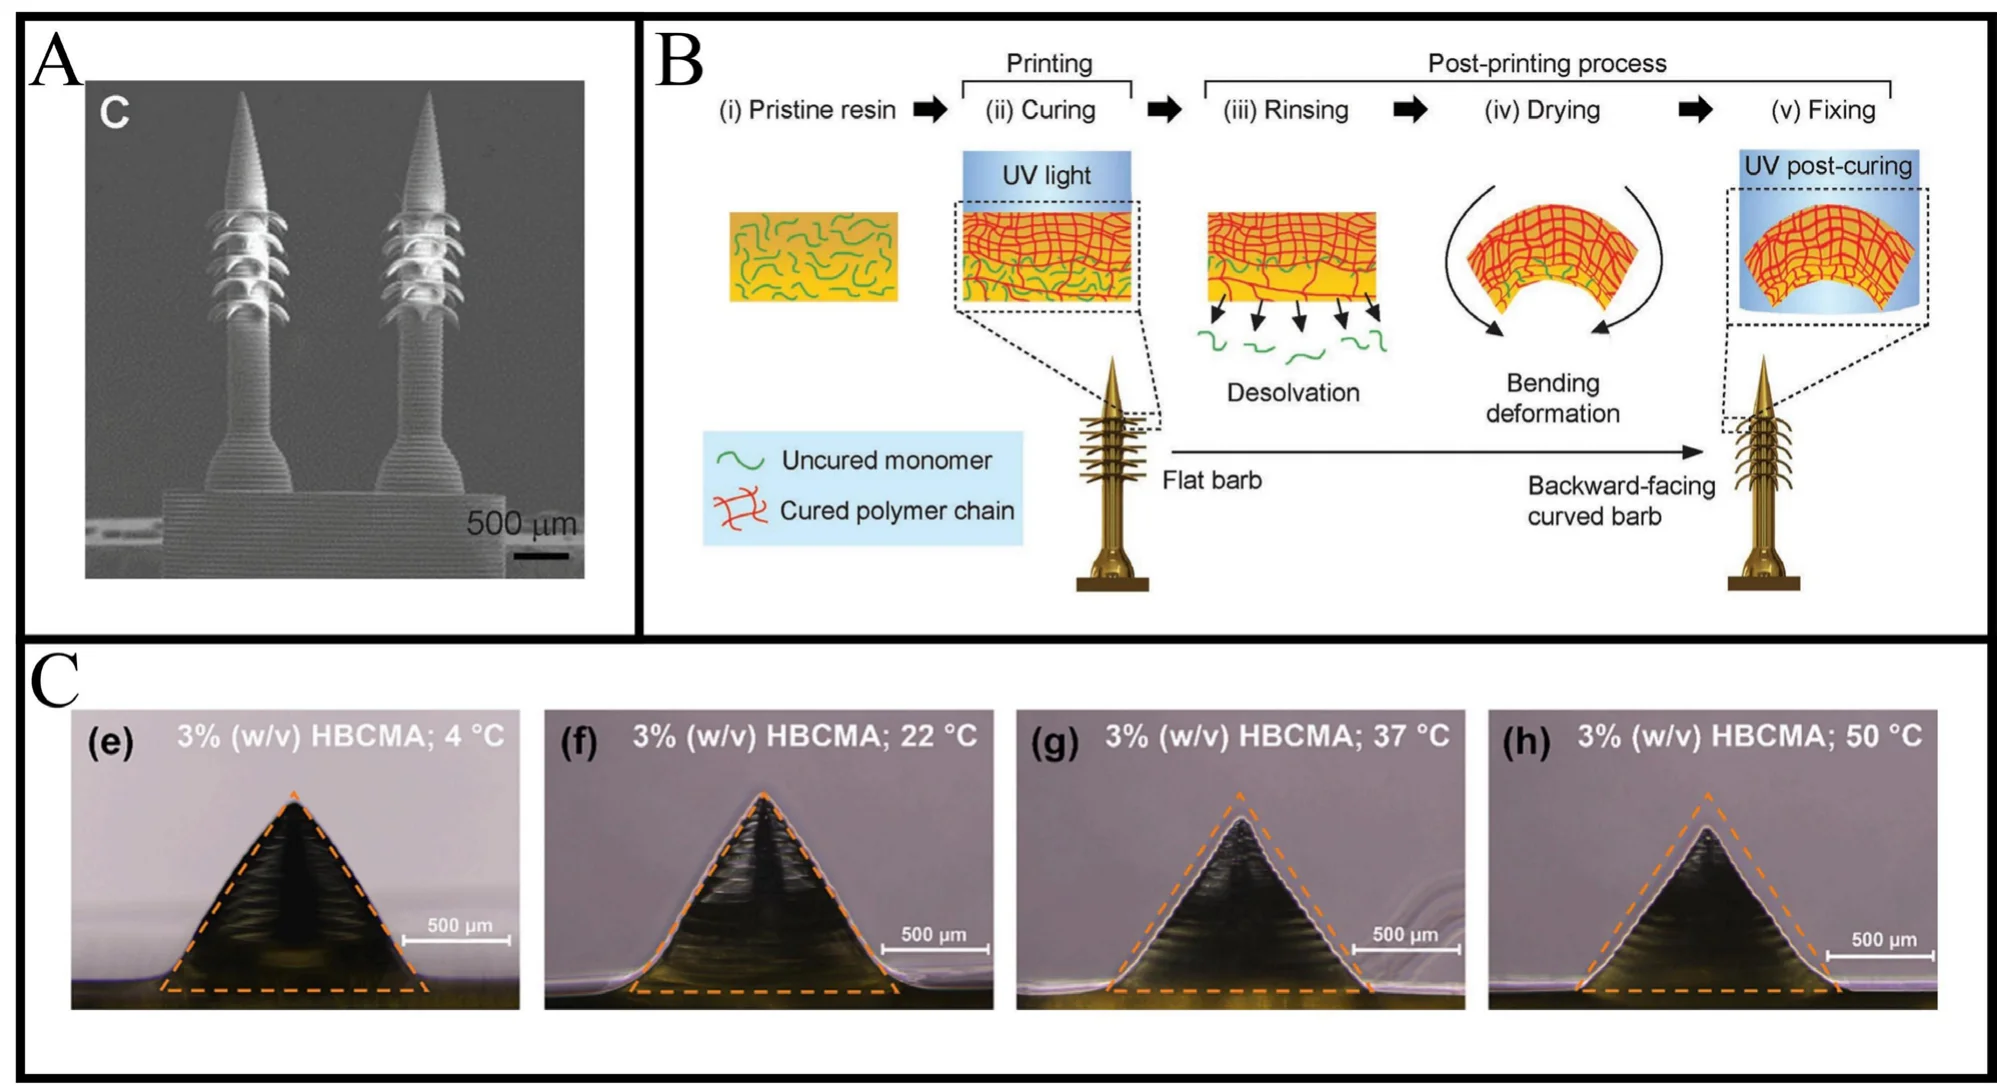 A
C
500 μm
B
Printing
Post-printing process
(i) Pristine resin
(ii) Curing
(iii) Rinsing
(iv) Drying
(v) Fixing
UV light
UV post-curing
Desolvation
Bending
deformation
Uncured monomer
Cured polymer chain
Flat barb
Backward-facing
curved barb
C
(e) 3% (w/v) HBCMA; 4 °C
500 μm
(f) 3% (w/v) HBCMA; 22 °C
500 μm
(g) 3% (w/v) HBCMA; 37 °C
500 μm
(h) 3% (w/v) HBCMA; 50 °C
500 μm